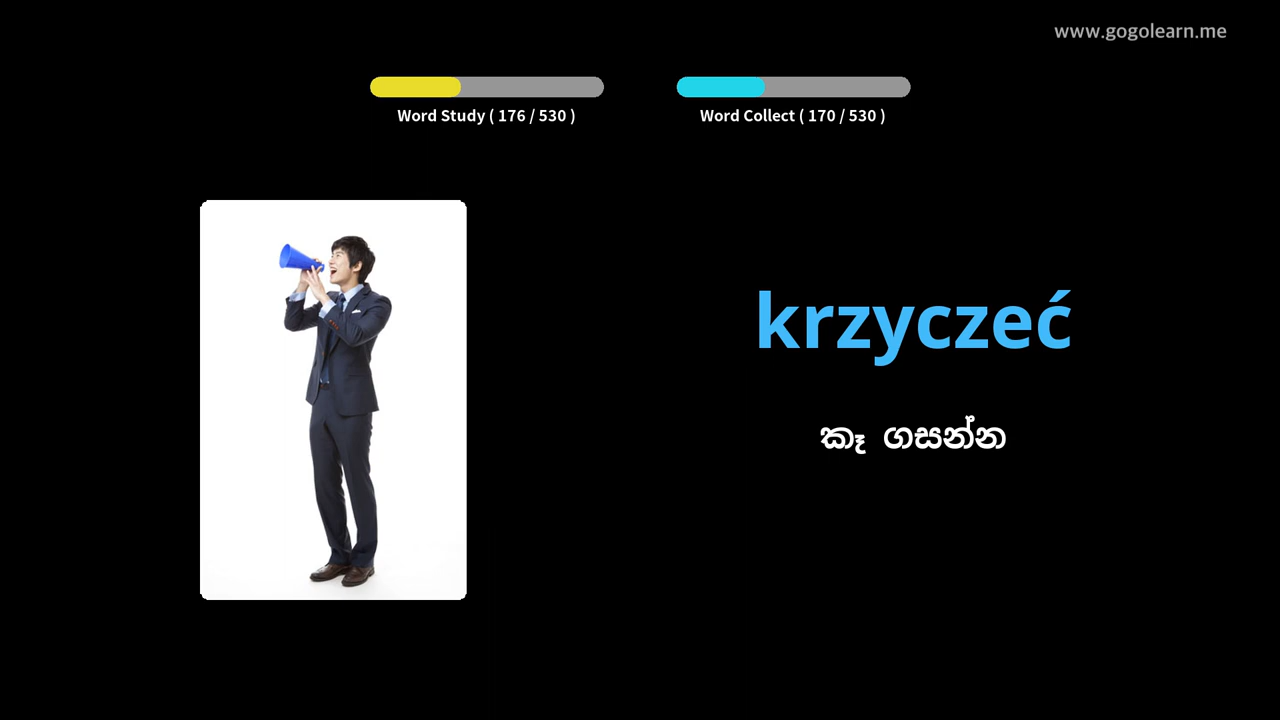 www.gogolearn.me
Word Study ( 176 / 530 )
Word Collect ( 170 / 530 )
krzyczeć
කෑ ගසන්න